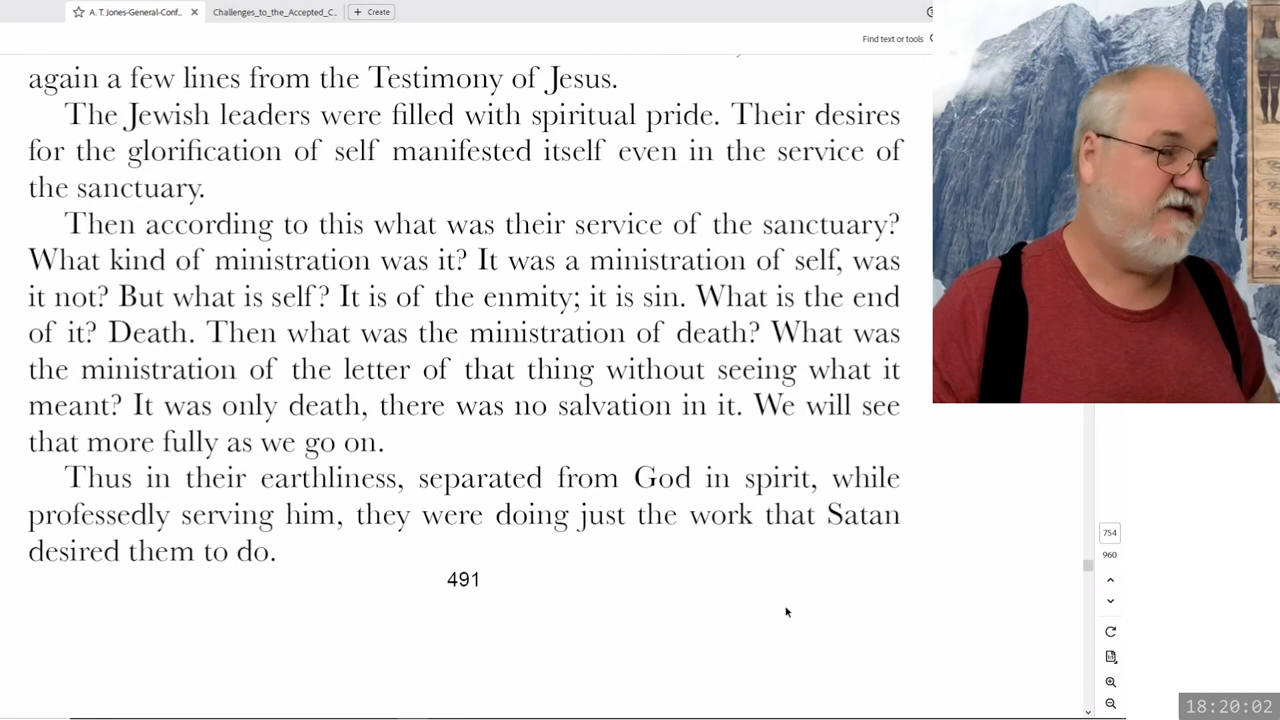 A. T. Jones-General-Conf...
Challenges_to_the_Accepted_C...
+ Create
Find text or tools
again a few lines from the Testimony of Jesus.
The Jewish leaders were filled with spiritual pride. Their desires
for the glorification of self manifested itself even in the service of
the sanctuary.
Then according to this what was their service of the sanctuary?
What kind of ministration was it? It was a ministration of self, was
it not? But what is self? It is of the enmity; it is sin. What is the end
of it? Death. Then what was the ministration of death? What was
the ministration of the letter of that thing without seeing what it
meant? It was only death, there was no salvation in it. We will see
that more fully as we go on.
Thus in their earthliness, separated from God in spirit, while
professedly serving him, they were doing just the work that Satan
desired them to do.
491
754
960
18:20:02